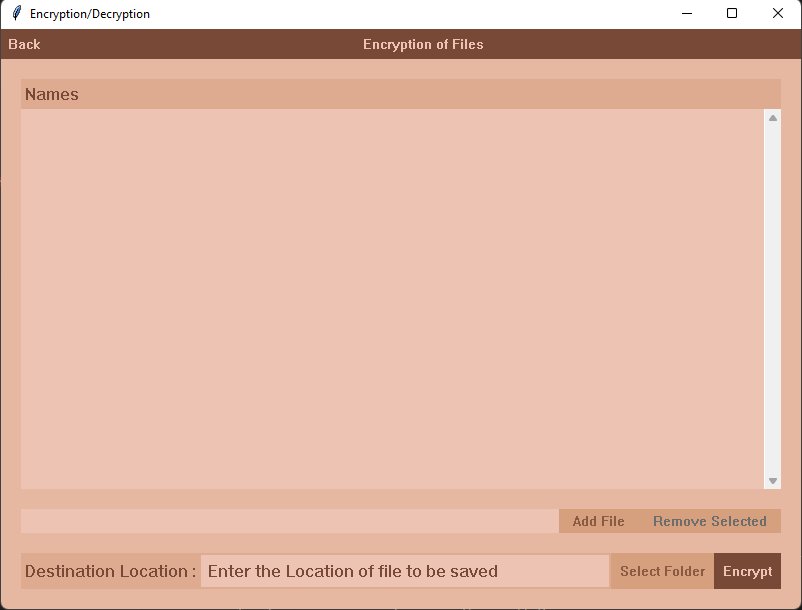 Encryption/Decryption
Back Encryption of Files
Names
Add File Remove Selected
Destination Location : Enter the Location of file to be saved Select Folder Encrypt